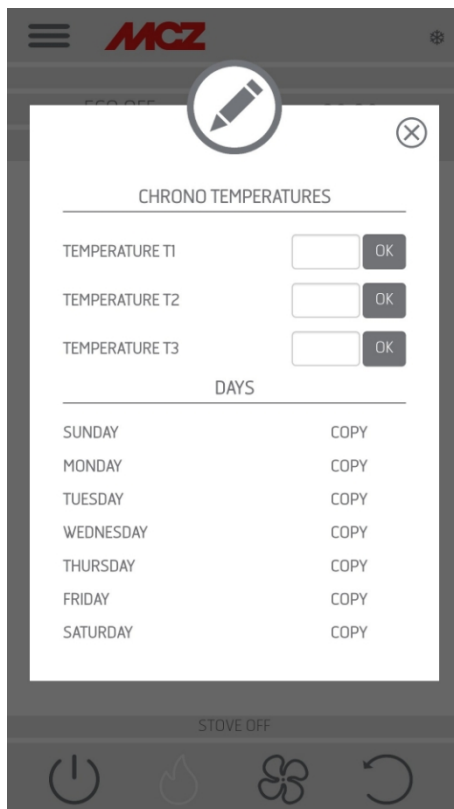 MCZ
CHRONO TEMPERATURES
TEMPERATURE T1 OK
TEMPERATURE T2 OK
TEMPERATURE T3 OK
DAYS
SUNDAY COPY
MONDAY COPY
TUESDAY COPY
WEDNESDAY COPY
THURSDAY COPY
FRIDAY COPY
SATURDAY COPY
STOVE OFF